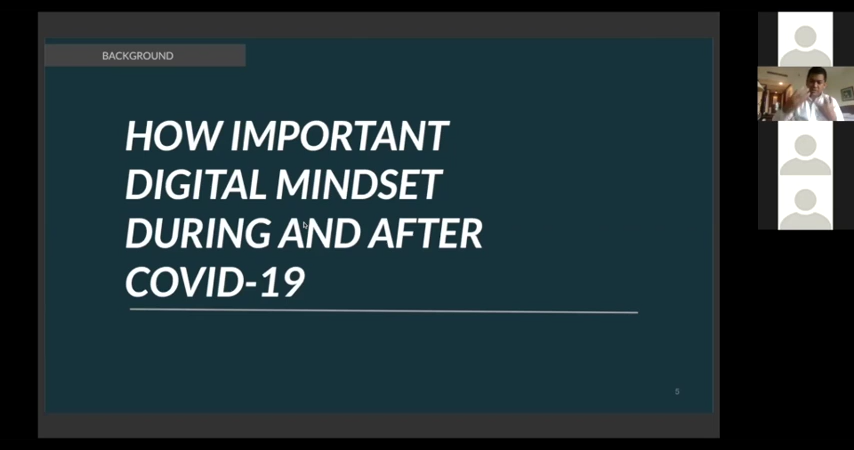 BACKGROUND
HOW IMPORTANT
DIGITAL MINDSET
DURING AND AFTER
COVID-19
5